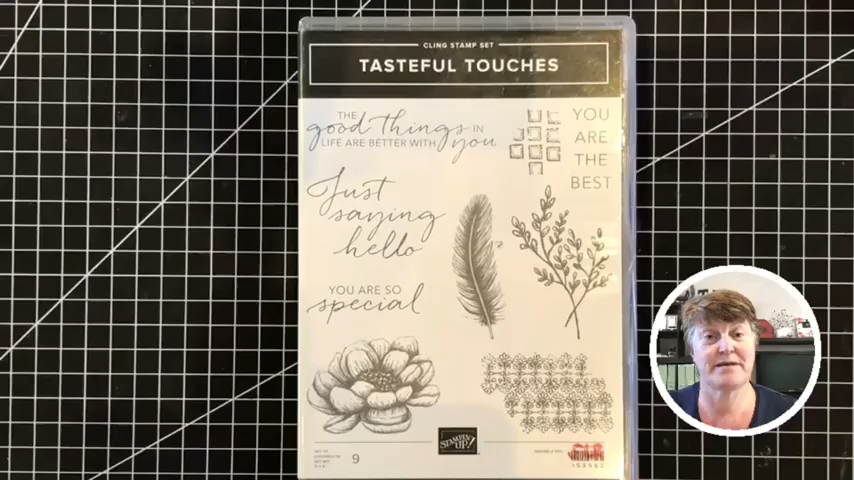 CLING STAMP SET
TASTEFUL TOUCHES
THE
good things IN
LIFE ARE BETTER WITH you
YOU
ARE
THE
BEST
Just
saying
hello
YOU ARE SO
special
STAMPIN' UP!
9
152562